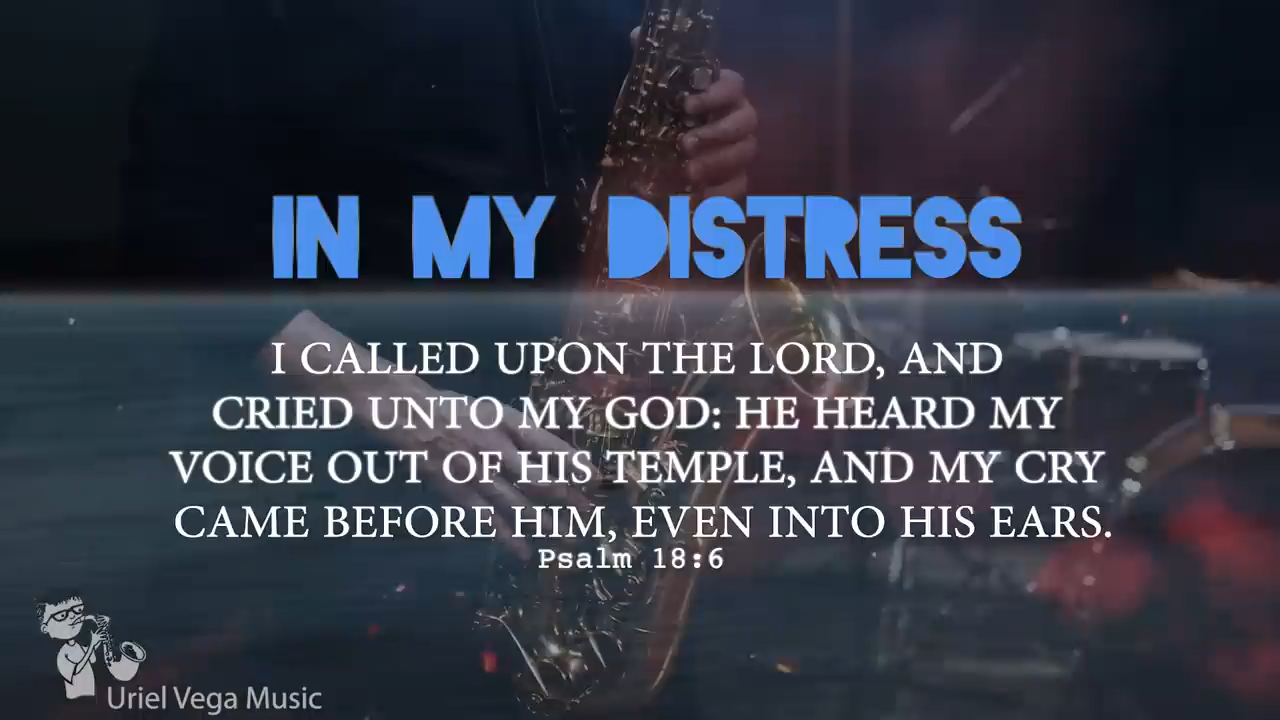 IN MY DISTRESS
I CALLED UPON THE LORD, AND
CRIED UNTO MY GOD: HE HEARD MY
VOICE OUT OF HIS TEMPLE, AND MY CRY
CAME BEFORE HIM, EVEN INTO HIS EARS.
Psalm 18:6
Uriel Vega Music